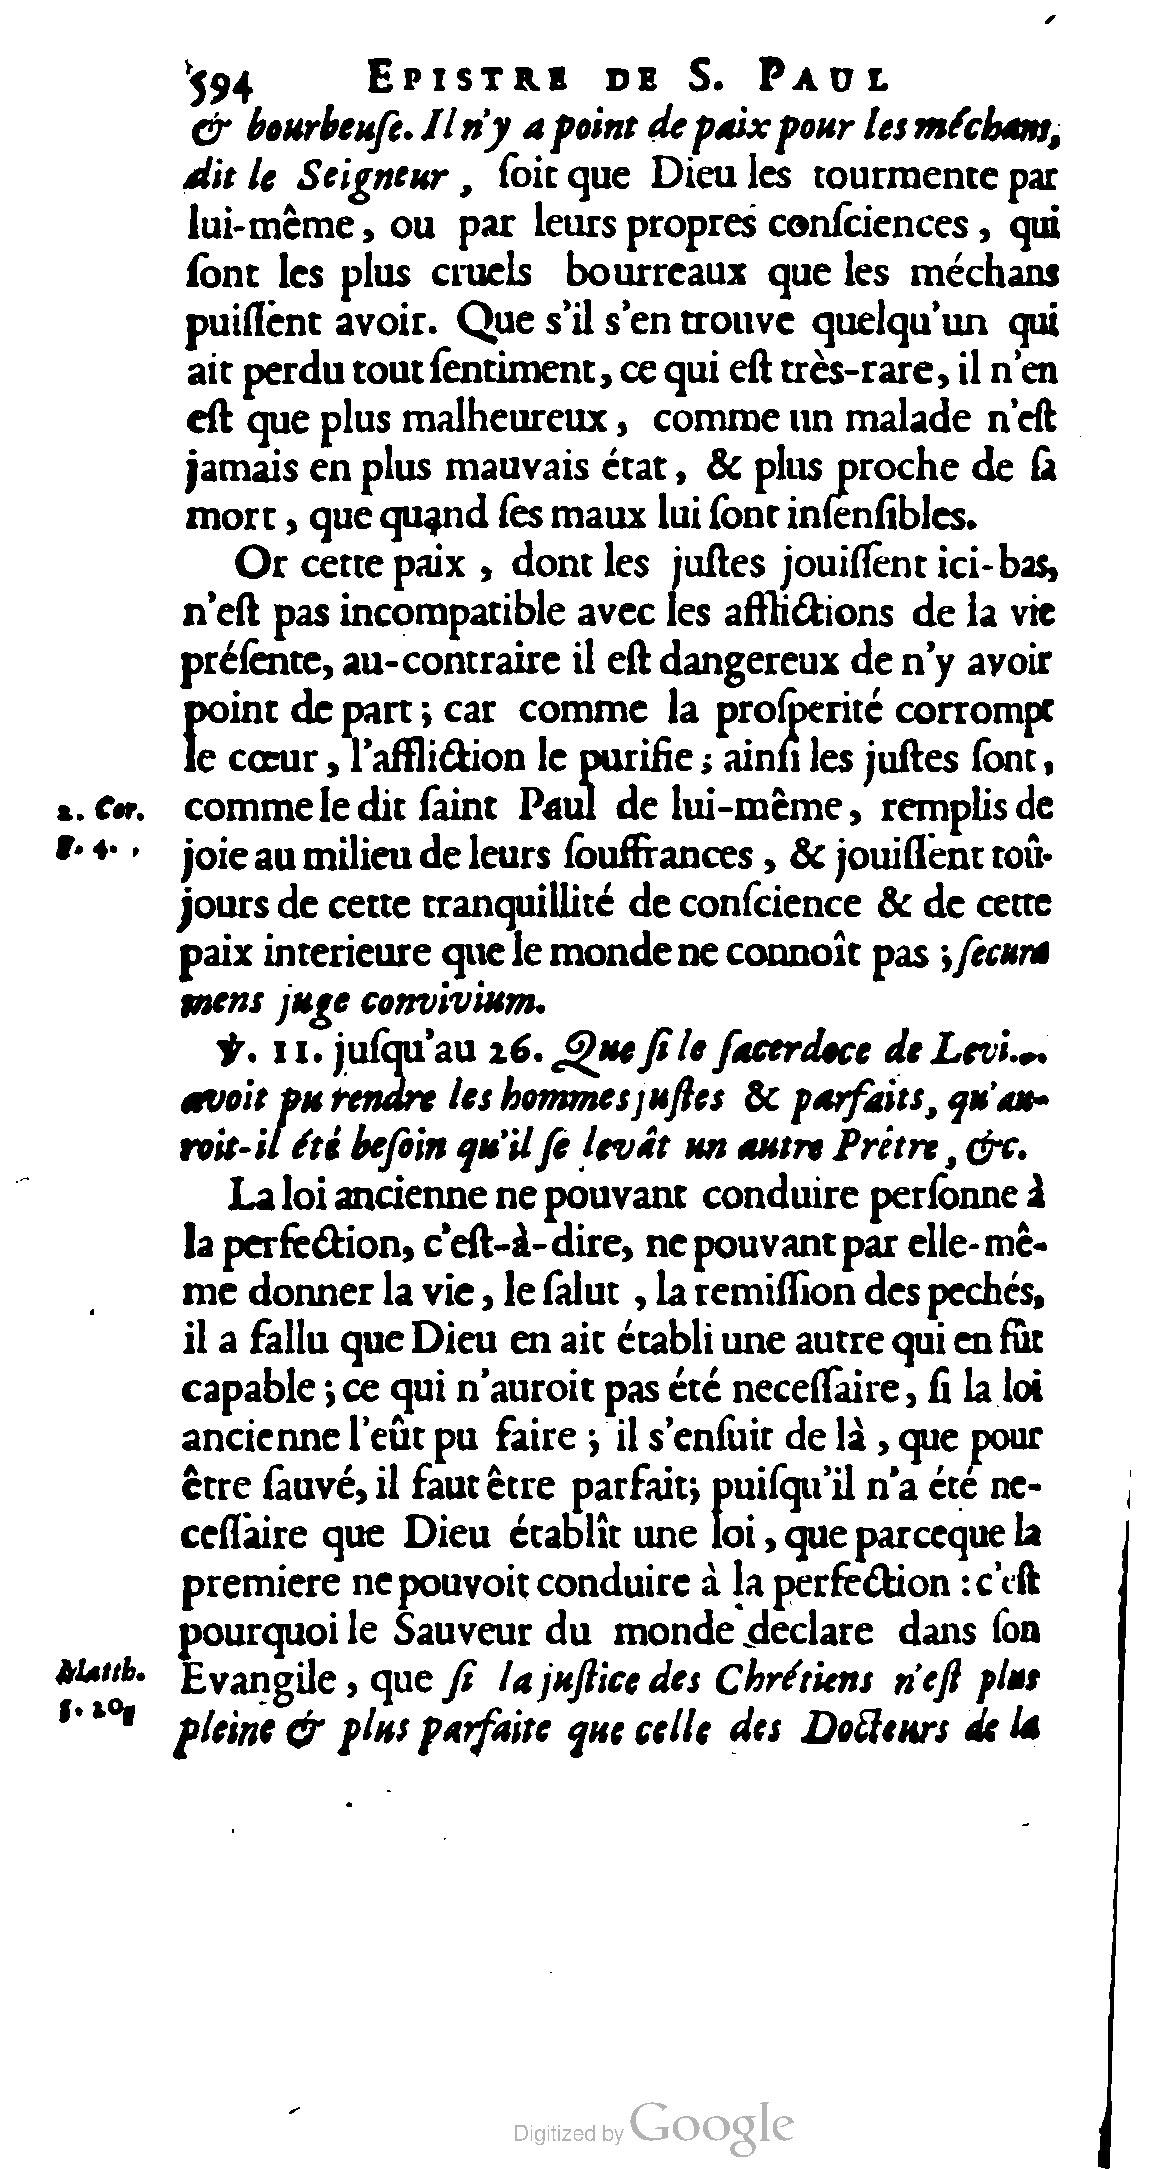 594 EPISTRE DE S. PAUL
& bourbeuſe. Il n'y a point de paix pour les méchans,
dit le Seigneur, ſoit que Dieu les tourmente par
lui-même, ou par leurs propres conſciences, qui
ſont les plus cruels bourreaux que les méchans
puiſſent avoir. Que s'il s'en trouve quelqu'un qui
ait perdu tout ſentiment, ce qui eſt très-rare, il n'en
eſt que plus malheureux, comme un malade n'eſt
jamais en plus mauvais état, & plus proche de ſa
mort, que quand ſes maux lui ſont inſenſibles.
Or cette paix, dont les juſtes jouiſſent ici-bas,
n'eſt pas incompatible avec les afflictions de la vie
préſente, au-contraire il eſt dangereux de n'y avoir
point de part; car comme la proſperité corrompt
le cœur, l'affliction le purifie; ainſi les juſtes ſont,
2. Cor. comme le dit ſaint Paul de lui-même, remplis de
7. 4. joie au milieu de leurs ſouffrances, & jouiſſent toû-
jours de cette tranquillité de conſcience & de cette
paix interieure que le monde ne connoît pas; ſecura
mens juge convivium.
℣. 11. juſqu'au 26. Que ſi le ſacerdoce de Levi...
avoit pu rendre les hommes juſtes & parfaits, qu'au-
roit-il été beſoin qu'il ſe levât un autre Prêtre, &c.
La loi ancienne ne pouvant conduire perſonne à
la perfection, c'eſt-à-dire, ne pouvant par elle-mê-
me donner la vie, le ſalut, la remiſſion des pechés,
il a fallu que Dieu en ait établi une autre qui en fût
capable; ce qui n'auroit pas été neceſſaire, ſi la loi
ancienne l'eût pu faire; il s'enſuit de là, que pour
être ſauvé, il faut être parfait; puiſqu'il n'a été ne-
ceſſaire que Dieu établît une loi, que parceque la
premiere ne pouvoit conduire à la perfection: c'eſt
pourquoi le Sauveur du monde declare dans ſon
Matth. Evangile, que ſi la juſtice des Chrétiens n'eſt plus
5. 20. pleine & plus parfaite que celle des Docteurs de la
Digitized by Google